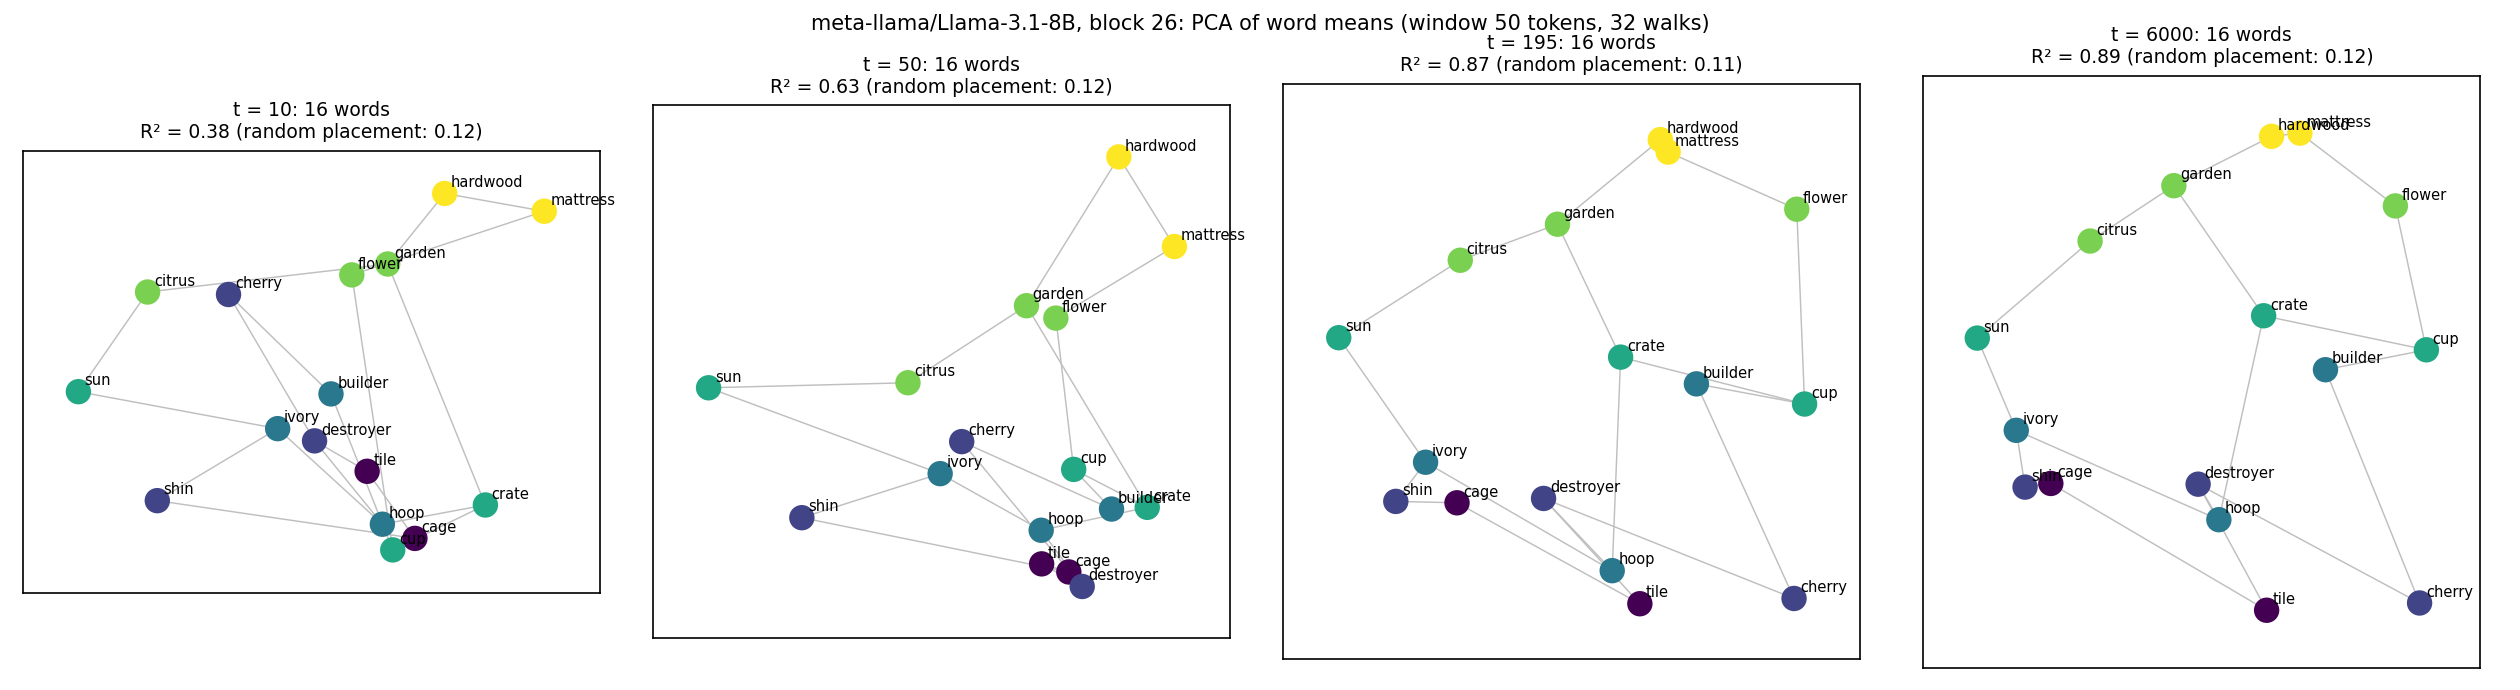 meta-llama/Llama-3.1-8B, block 26: PCA of word means (window 50 tokens, 32 walks)
t = 10: 16 words
R² = 0.38 (random placement: 0.12)
hardwood
mattress
garden
flower
citrus
cherry
sun
builder
ivory
destroyer
tile
shin
crate
hoop
cage
cup
t = 50: 16 words
R² = 0.63 (random placement: 0.12)
hardwood
mattress
garden
flower
citrus
sun
cherry
cup
ivory
builder
crate
shin
hoop
tile
cage
destroyer
t = 195: 16 words
R² = 0.87 (random placement: 0.11)
hardwood
mattress
flower
garden
citrus
sun
crate
builder
cup
ivory
shin
cage
destroyer
hoop
tile
cherry
t = 6000: 16 words
R² = 0.89 (random placement: 0.12)
mattress
hardwood
garden
flower
citrus
crate
sun
cup
builder
ivory
shin
cage
destroyer
hoop
tile
cherry